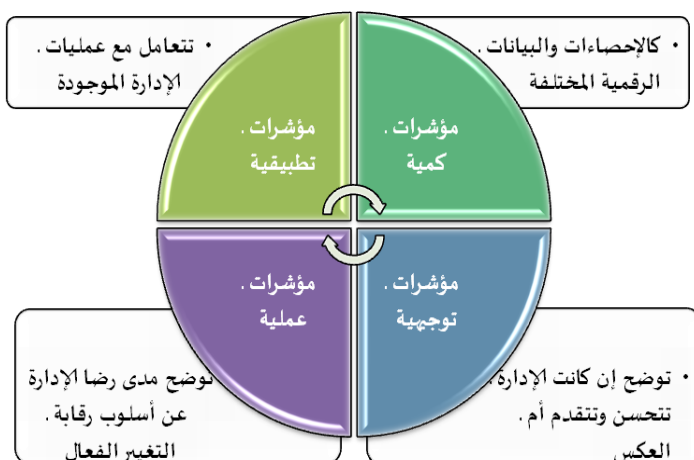 • كالإحصاءات والبيانات .
الرقمية المختلفة
• تتعامل مع عمليات .
الإدارة الموجودة
مؤشرات .
كمية
مؤشرات .
تطبيقية
مؤشرات .
توجيهية
مؤشرات .
عملية
• توضح إن كانت الإدارة .
تتحسن وتتقدم أم .
العكس
توضح مدى رضا الإدارة
عن أسلوب رقابة .
التغيير الفعال